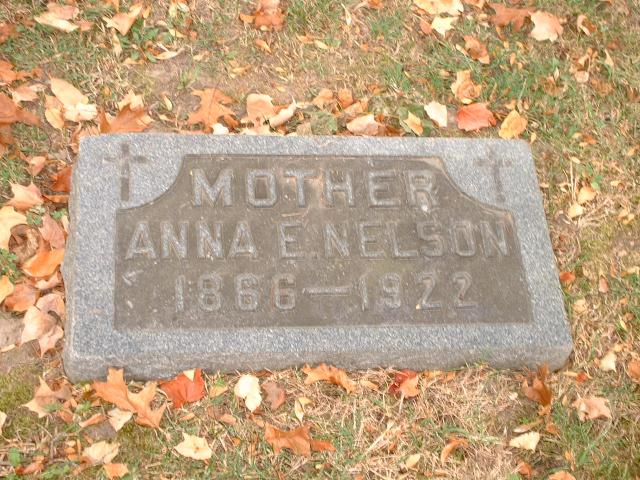 MOTHER
ANNA E. NELSON
1866—1922